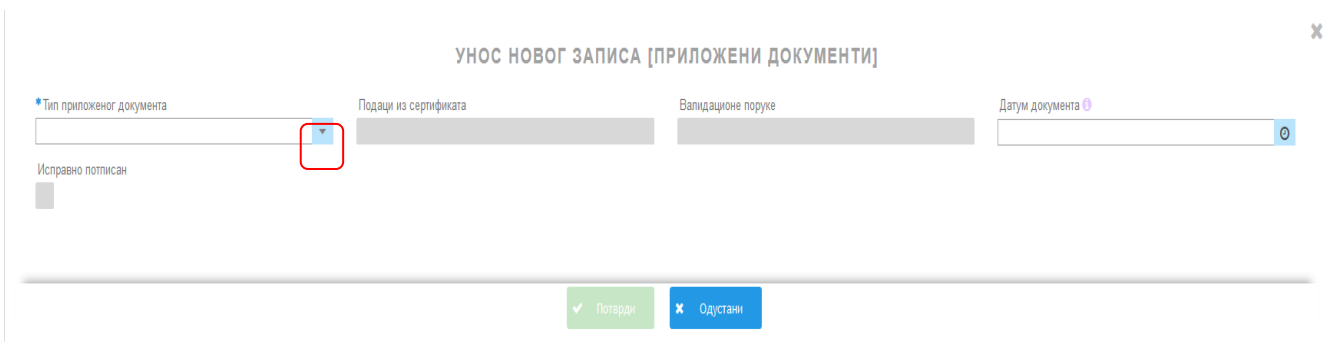 УНОС НОВОГ ЗАПИСА [ПРИЛОЖЕНИ ДОКУМЕНТИ]
*Тип приложеног документа Подаци из сертификата Валидационе поруке Датум документа
Исправно потписан
Потврди Одустани